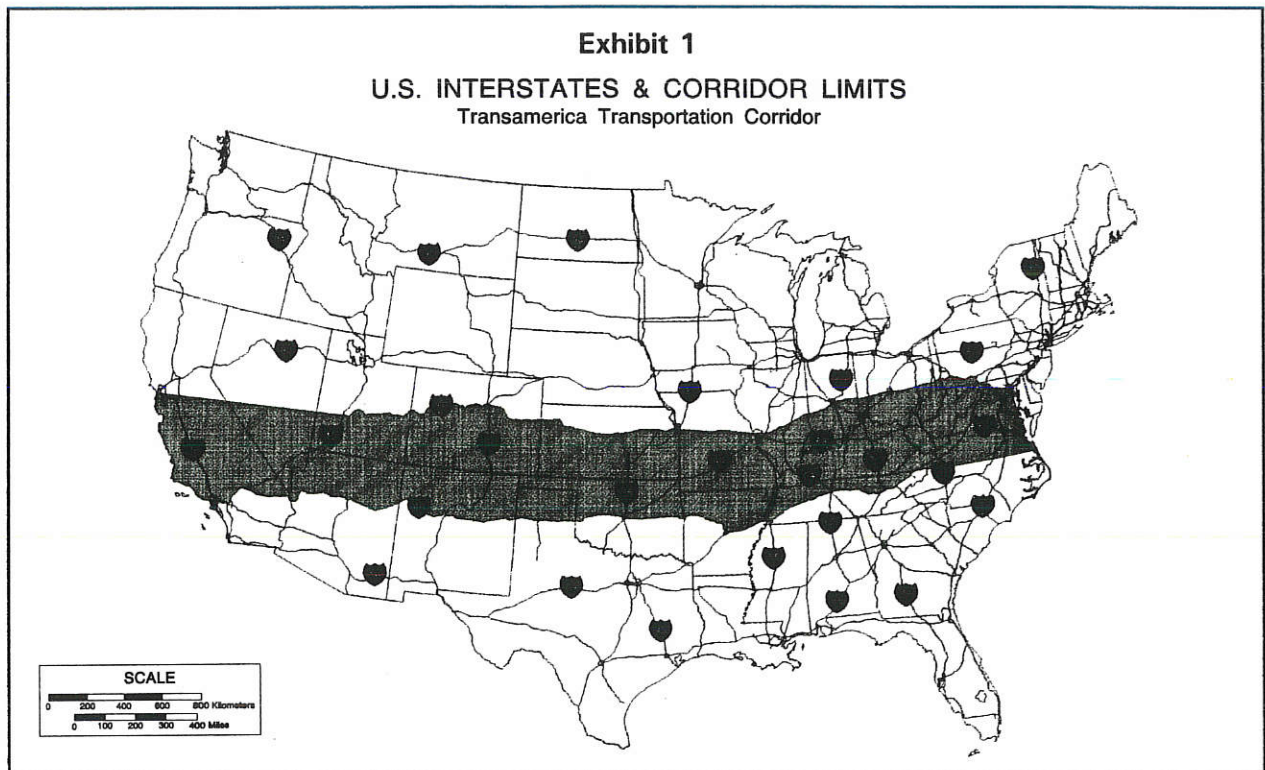 Exhibit 1
U.S. INTERSTATES & CORRIDOR LIMITS
Transamerica Transportation Corridor
SCALE
0 200 400 600 800 Kilometers
0 100 200 300 400 Miles